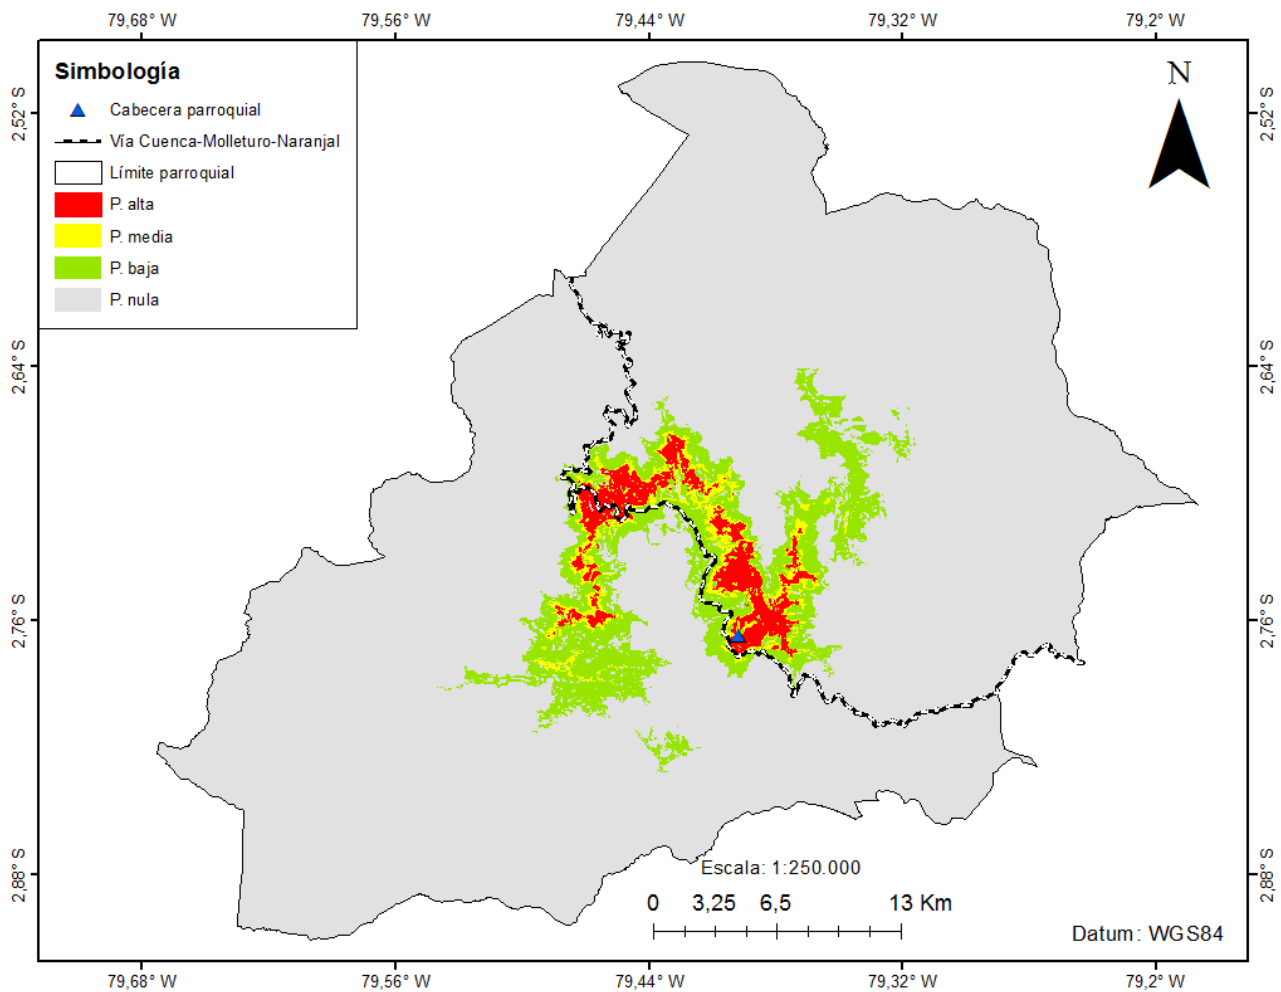 79,68° W 79,56° W 79,44° W 79,32° W 79,2° W
Simbología
Cabecera parroquial
Vía Cuenca-Molleturo-Naranjal
Límite parroquial
P. alta
P. media
P. baja
P. nula
N
2,52° S 2,52° S
2,64° S 2,64° S
2,76° S 2,76° S
2,88° S 2,88° S
Escala: 1:250.000
0 3,25 6,5 13 Km
Datum: WGS84
79,68° W 79,56° W 79,44° W 79,32° W 79,2° W